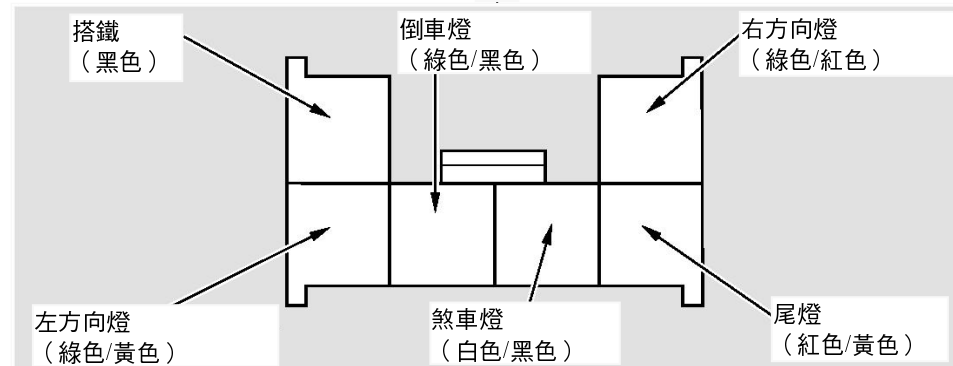 搭鐵
（黑色）
倒車燈
（綠色/黑色）
右方向燈
（綠色/紅色）
左方向燈
（綠色/黃色）
煞車燈
（白色/黑色）
尾燈
（紅色/黃色）